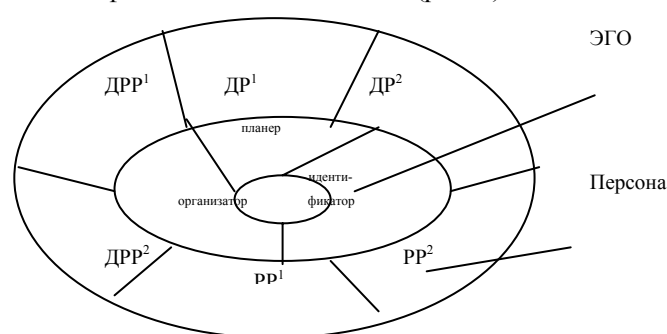 ЭГО
ДРР¹
ДР¹
ДР²
планер
иденти-
фикатор
организатор
Персона
ДРР²
РР¹
РР²